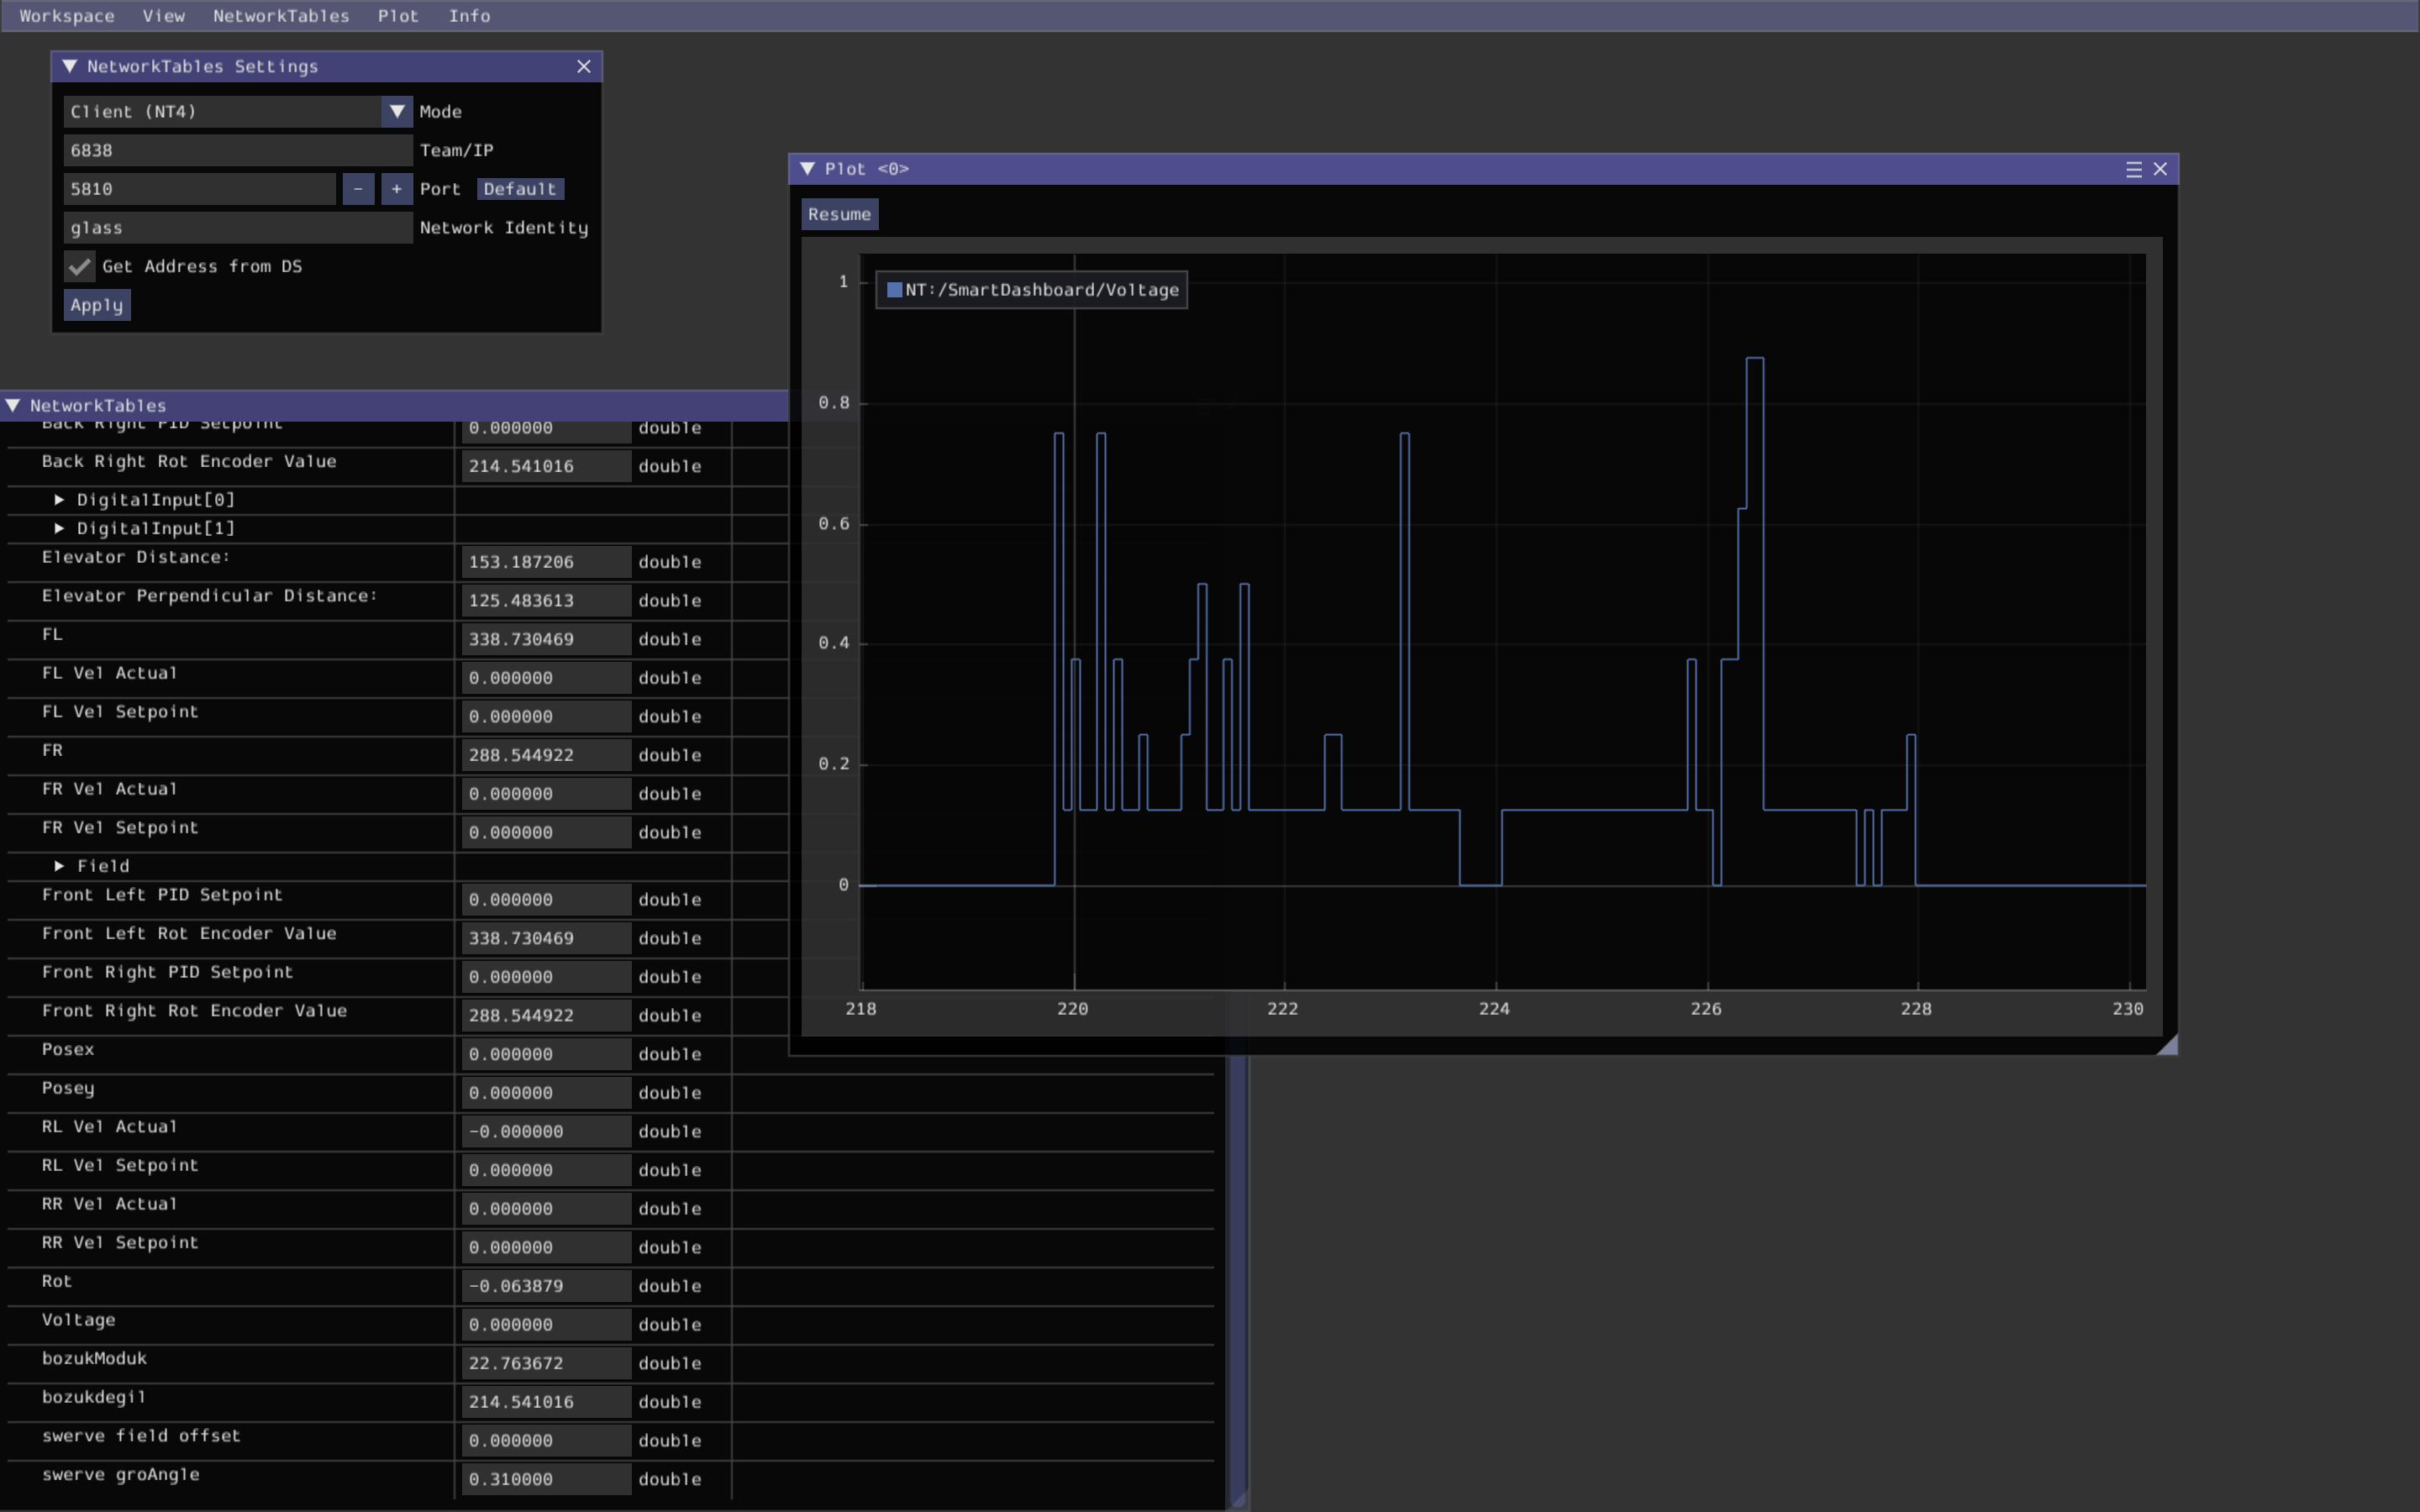 Workspace View NetworkTables Plot Info
NetworkTables Settings
Client (NT4) Mode
6838 Team/IP
5810 - + Port Default
glass Network Identity
Get Address from DS
Apply
NetworkTables
Back Right PID Setpoint 0.000000 double
Back Right Rot Encoder Value 214.541016 double
DigitalInput[0]
DigitalInput[1]
Elevator Distance: 153.187206 double
Elevator Perpendicular Distance: 125.483613 double
FL 338.730469 double
FL Vel Actual 0.000000 double
FL Vel Setpoint 0.000000 double
FR 288.544922 double
FR Vel Actual 0.000000 double
FR Vel Setpoint 0.000000 double
Field
Front Left PID Setpoint 0.000000 double
Front Left Rot Encoder Value 338.730469 double
Front Right PID Setpoint 0.000000 double
Front Right Rot Encoder Value 288.544922 double
Posex 0.000000 double
Posey 0.000000 double
RL Vel Actual -0.000000 double
RL Vel Setpoint 0.000000 double
RR Vel Actual 0.000000 double
RR Vel Setpoint 0.000000 double
Rot -0.063879 double
Voltage 0.000000 double
bozukModuk 22.763672 double
bozukdegil 214.541016 double
swerve field offset 0.000000 double
swerve groAngle 0.310000 double
Plot <0>
Resume
NT:/SmartDashboard/Voltage
1
0.8
0.6
0.4
0.2
0
218 220 222 224 226 228 230